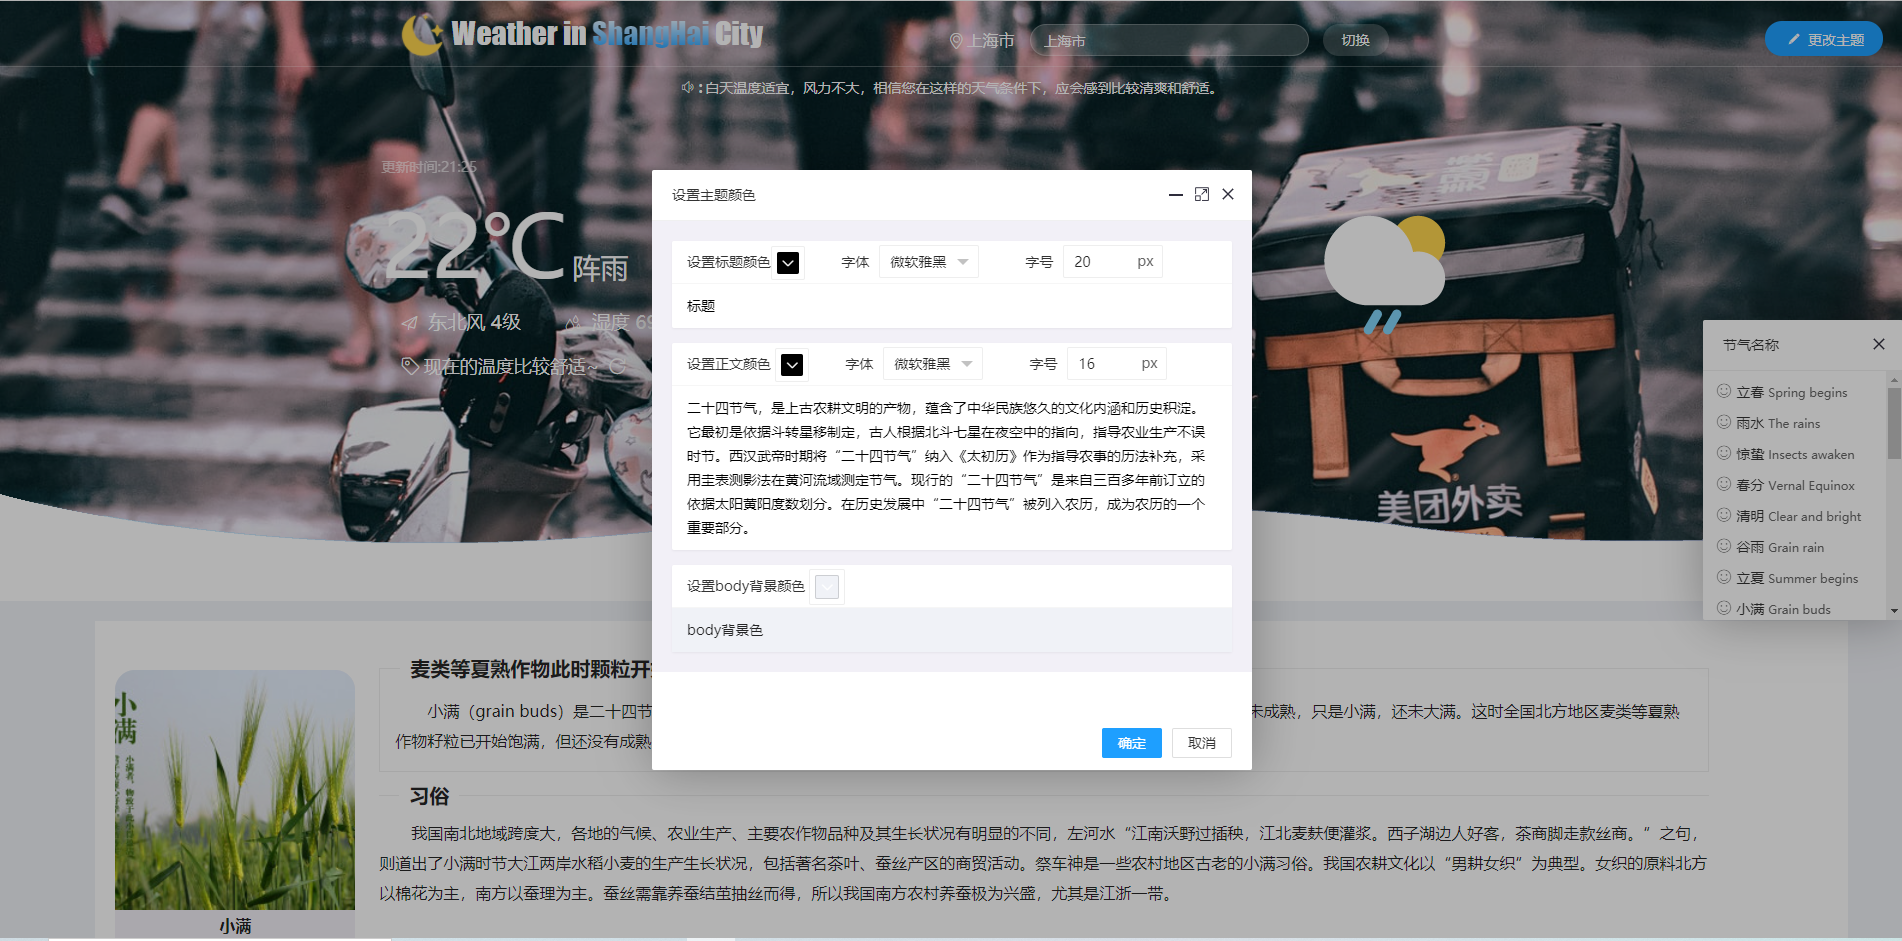 Weather in ShangHai City
上海市
上海市
切换
更改主题
:白天温度适宜，风力不大，相信您在这样的天气条件下，应会感到比较清爽和舒适。
更新时间:21:25
22℃ 阵雨
东北风 4级
湿度 69
现在的温度比较舒适~
美团外卖
设置主题颜色
设置标题颜色
字体
微软雅黑
字号
20
px
标题
设置正文颜色
字体
微软雅黑
字号
16
px
二十四节气，是上古农耕文明的产物，蕴含了中华民族悠久的文化内涵和历史积淀。
它最初是依据斗转星移制定，古人根据北斗七星在夜空中的指向，指导农业生产不误
时节。西汉武帝时期将“二十四节气”纳入《太初历》作为指导农事的历法补充，采
用圭表测影法在黄河流域测定节气。现行的“二十四节气”是来自三百多年前订立的
依据太阳黄阳度数划分。在历史发展中“二十四节气”被列入农历，成为农历的一个
重要部分。
设置body背景颜色
body背景色
确定
取消
节气名称
立春 Spring begins
雨水 The rains
惊蛰 Insects awaken
春分 Vernal Equinox
清明 Clear and bright
谷雨 Grain rain
立夏 Summer begins
小满 Grain buds
小满
小满
麦类等夏熟作物此时颗粒开
小满（grain buds）是二十四节
未成熟，只是小满，还未大满。这时全国北方地区麦类等夏熟
作物籽粒已开始饱满，但还没有成熟
习俗
我国南北地域跨度大，各地的气候、农业生产、主要农作物品种及其生长状况有明显的不同，左河水“江南沃野过插秧，江北麦麸便灌浆。西子湖边人好客，茶商脚走款丝商。”之句，
则道出了小满时节大江两岸水稻小麦的生产生长状况，包括著名茶叶、蚕丝产区的商贸活动。祭车神是一些农村地区古老的小满习俗。我国农耕文化以“男耕女织”为典型。女织的原料北方
以棉花为主，南方以蚕理为主。蚕丝需靠养蚕结茧抽丝而得，所以我国南方农村养蚕极为兴盛，尤其是江浙一带。